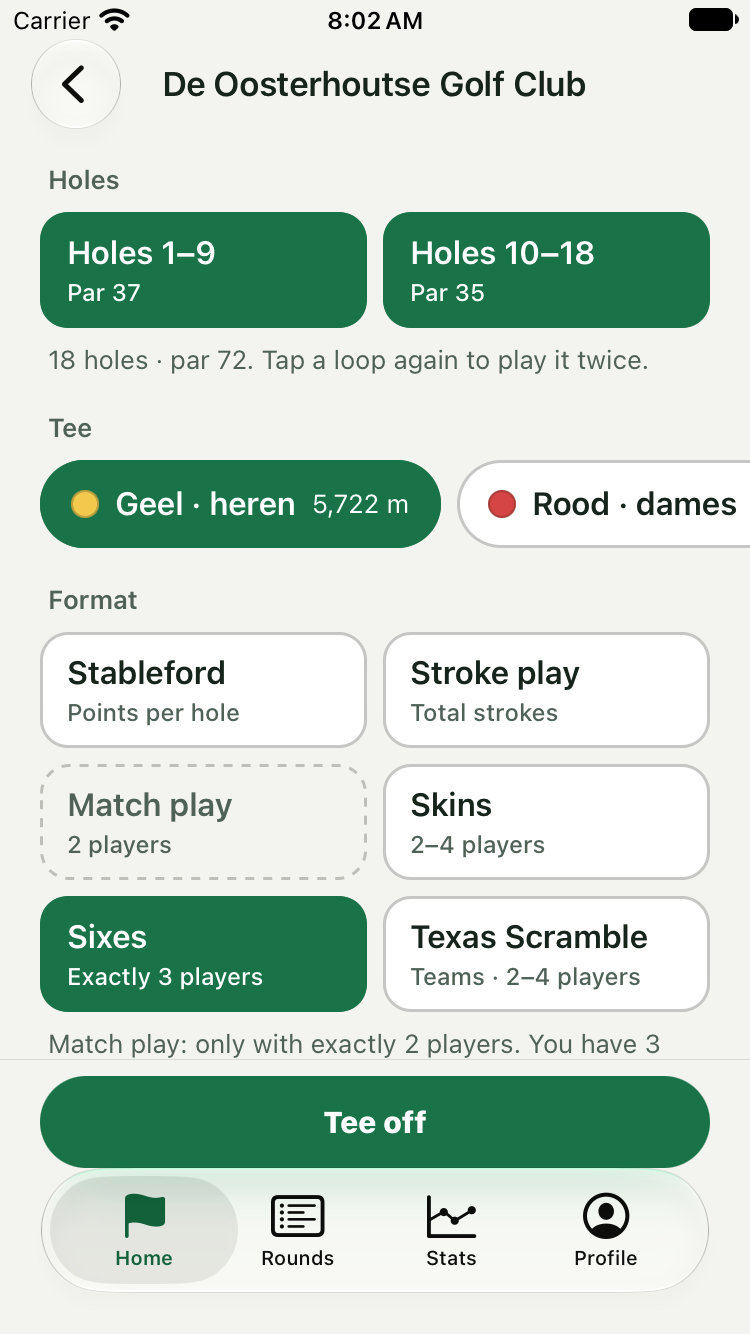 Carrier 8:02 AM
De Oosterhoutse Golf Club
Holes
Holes 1–9
Par 37
Holes 10–18
Par 35
18 holes · par 72. Tap a loop again to play it twice.
Tee
Geel · heren 5,722 m
Rood · dames
Format
Stableford
Points per hole
Stroke play
Total strokes
Match play
2 players
Skins
2–4 players
Sixes
Exactly 3 players
Texas Scramble
Teams · 2–4 players
Match play: only with exactly 2 players. You have 3
Tee off
Home
Rounds
Stats
Profile